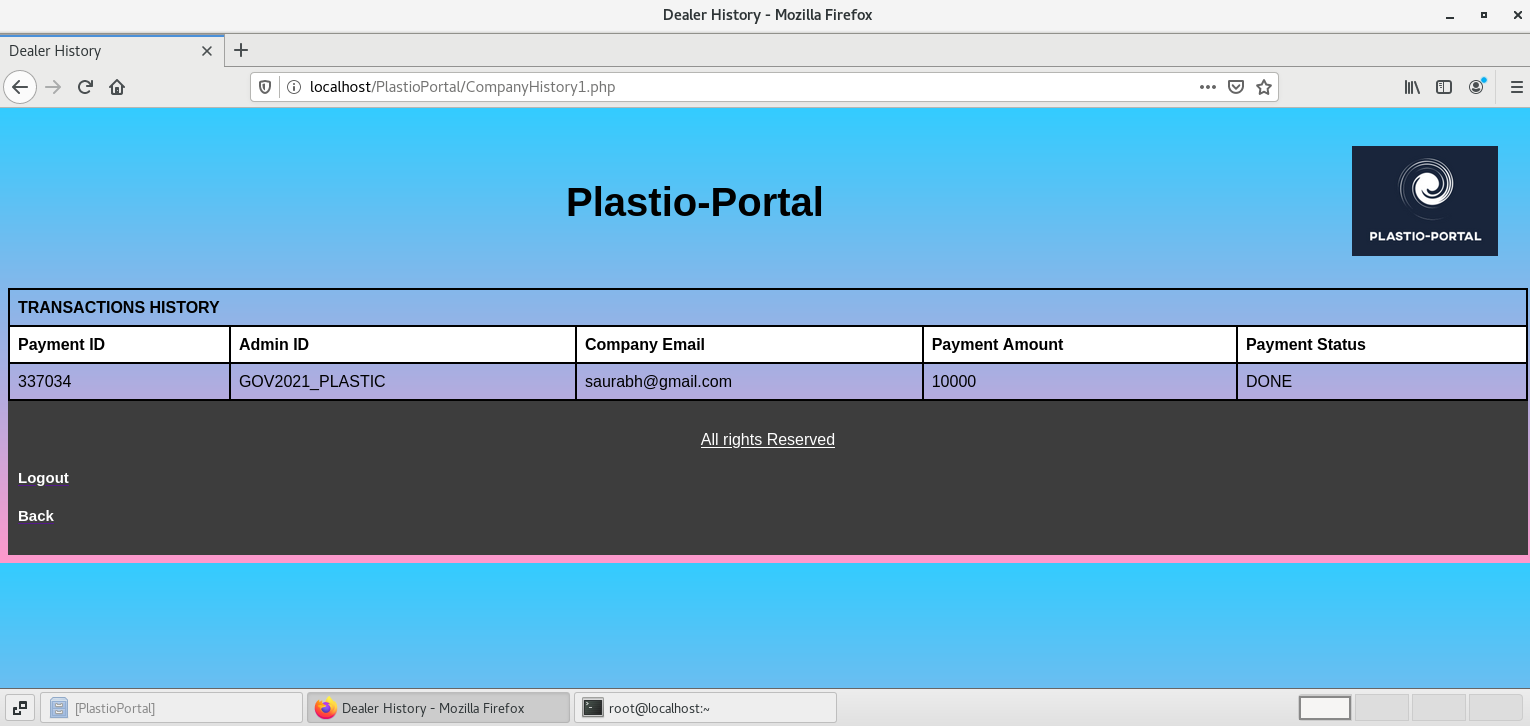 Dealer History - Mozilla Firefox
Dealer History
localhost/PlastioPortal/CompanyHistory1.php
Plastio-Portal
PLASTIO-PORTAL
TRANSACTIONS HISTORY
Payment ID Admin ID Company Email Payment Amount Payment Status
337034 GOV2021_PLASTIC saurabh@gmail.com 10000 DONE
All rights Reserved
Logout
Back
[PlastioPortal] Dealer History - Mozilla Firefox root@localhost:~